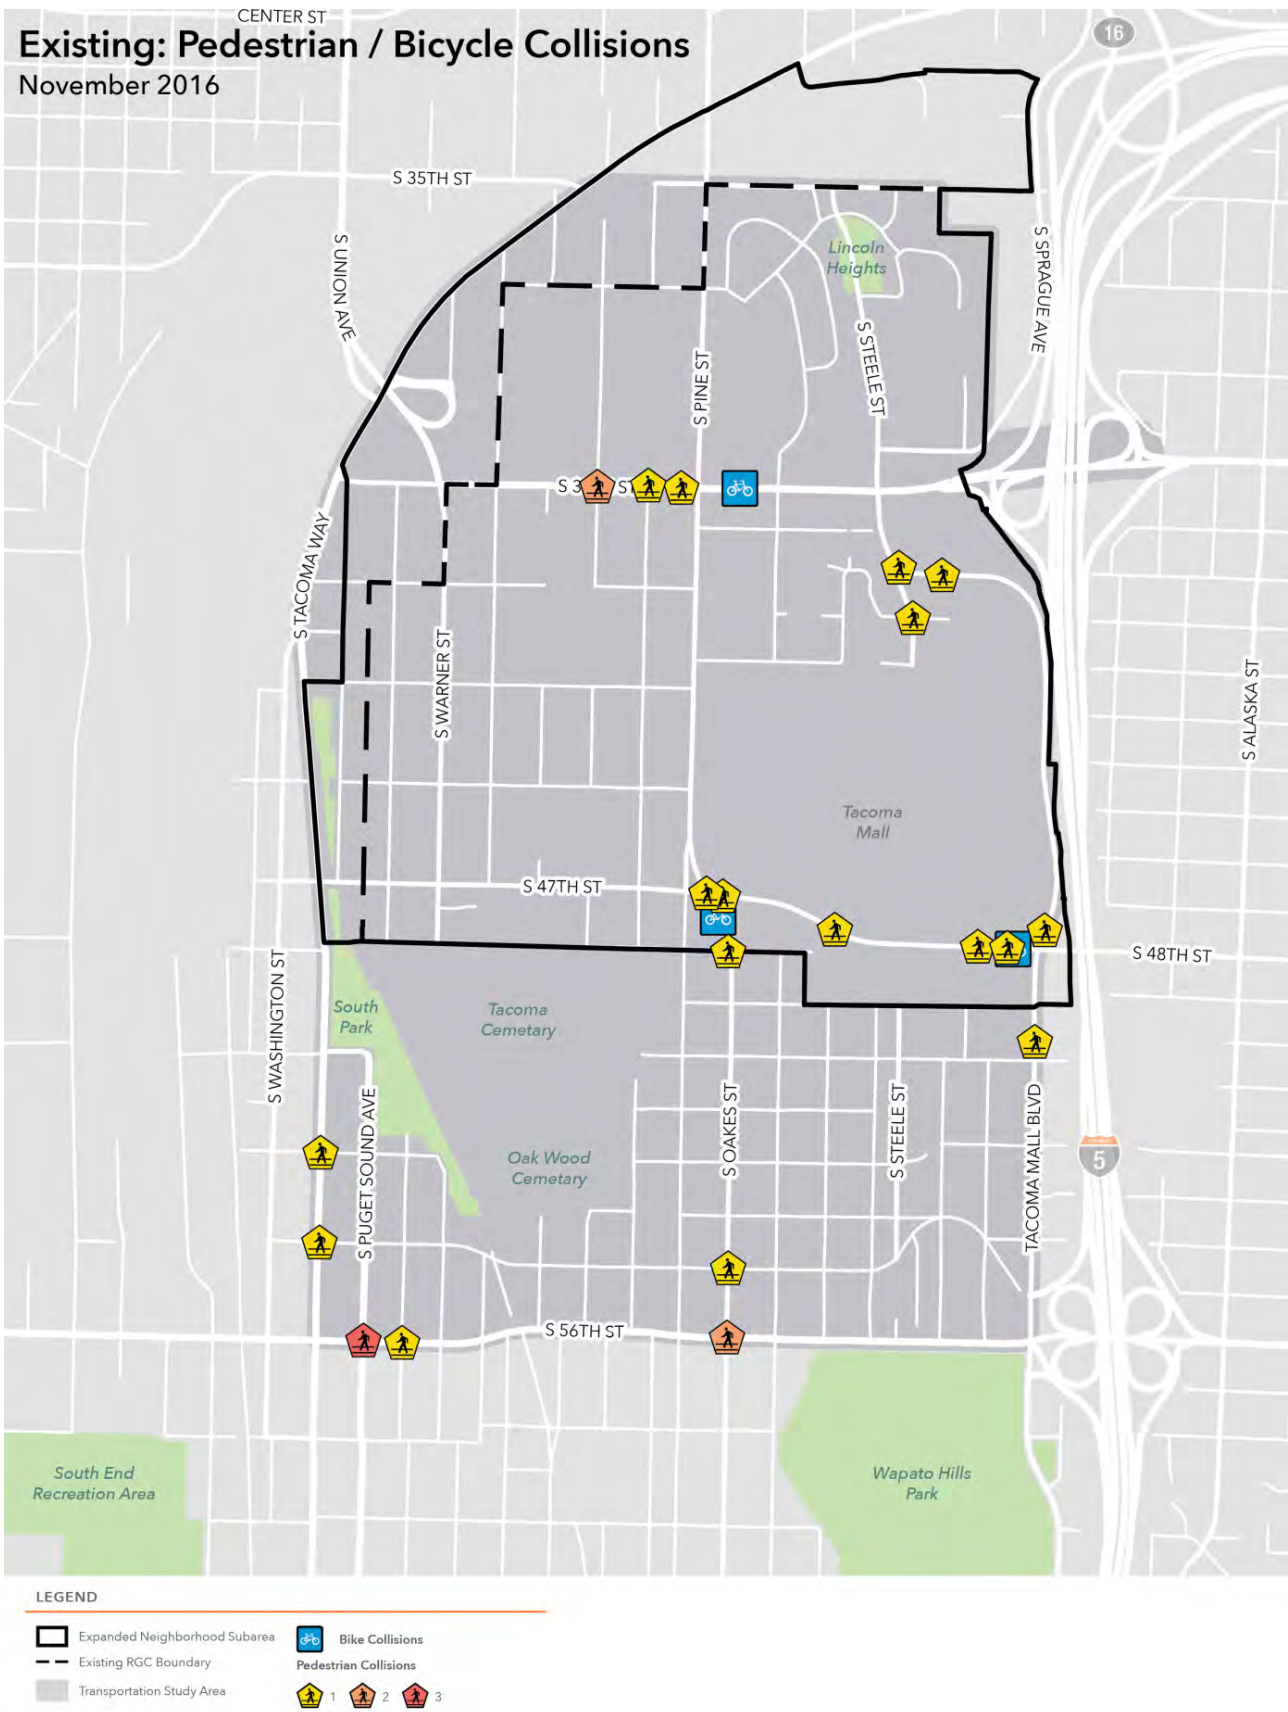 CENTER ST
Existing: Pedestrian / Bicycle Collisions
November 2016
16
S 35TH ST
S UNION AVE
Lincoln
Heights
S SPRAGUE AVE
S STEELE ST
S PINE ST
S 3 ST
S TACOMA WAY
S WARNER ST
S ALASKA ST
Tacoma
Mall
S 47TH ST
S 48TH ST
S WASHINGTON ST
South
Park
Tacoma
Cemetary
S PUGET SOUND AVE
S OAKES ST
S STEELE ST
TACOMA MALL BLVD
5
Oak Wood
Cemetary
S 56TH ST
South End
Recreation Area
Wapato Hills
Park
LEGEND
Expanded Neighborhood Subarea
Existing RGC Boundary
Transportation Study Area
Bike Collisions
Pedestrian Collisions
1 2 3